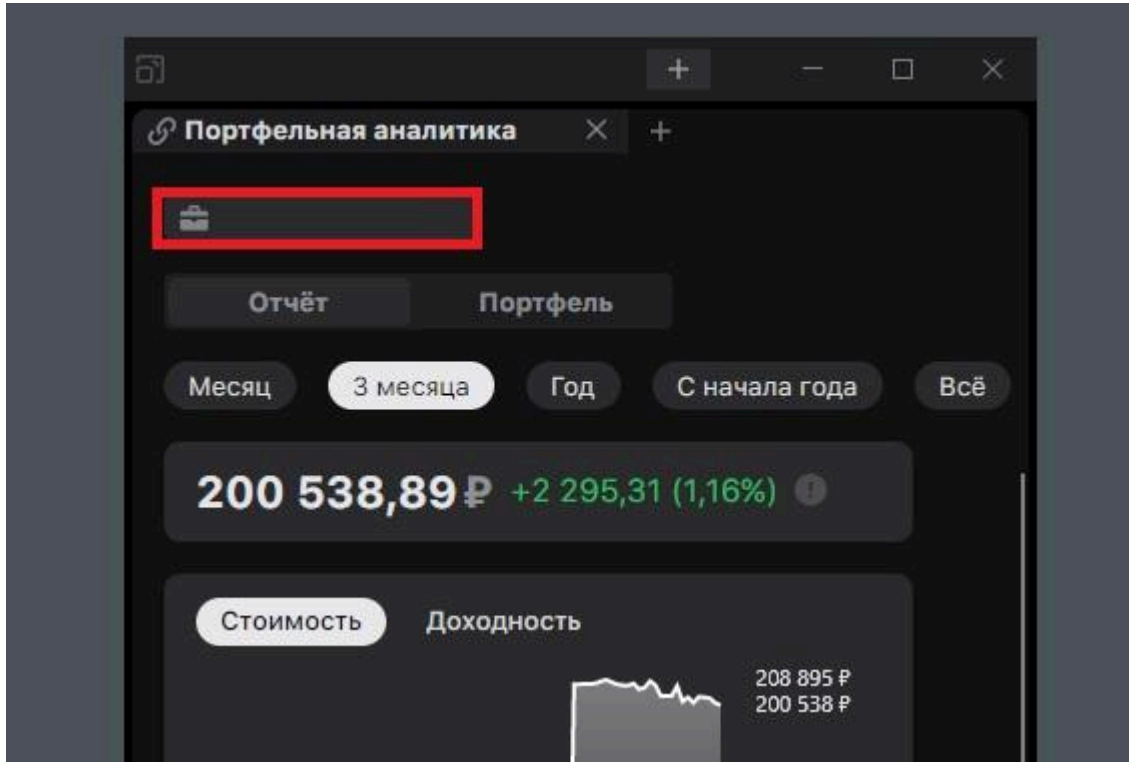 Портфельная аналитика
Отчёт Портфель
Месяц 3 месяца Год С начала года Всё
200 538,89 ₽ +2 295,31 (1,16%)
Стоимость Доходность
208 895 ₽
200 538 ₽